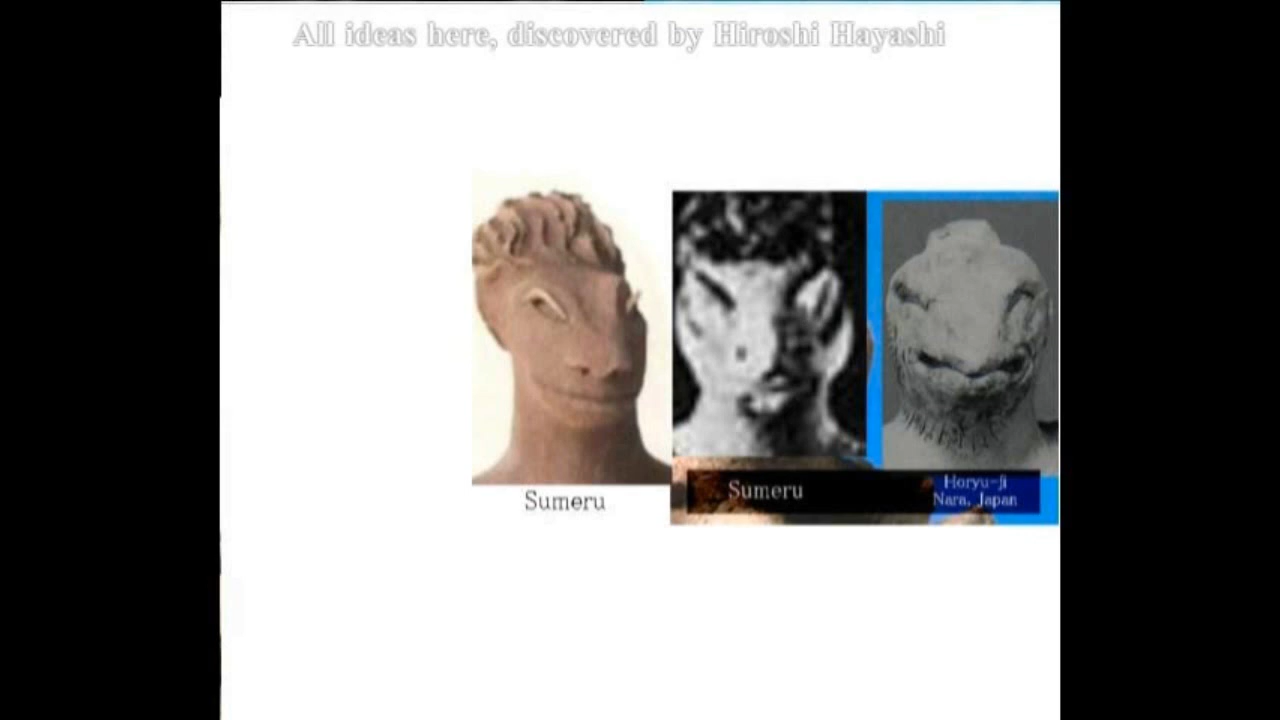 All ideas here, discovered by Hiroshi Hayashi
Sumeru
Sumeru
Horyu-ji
Nara, Japan